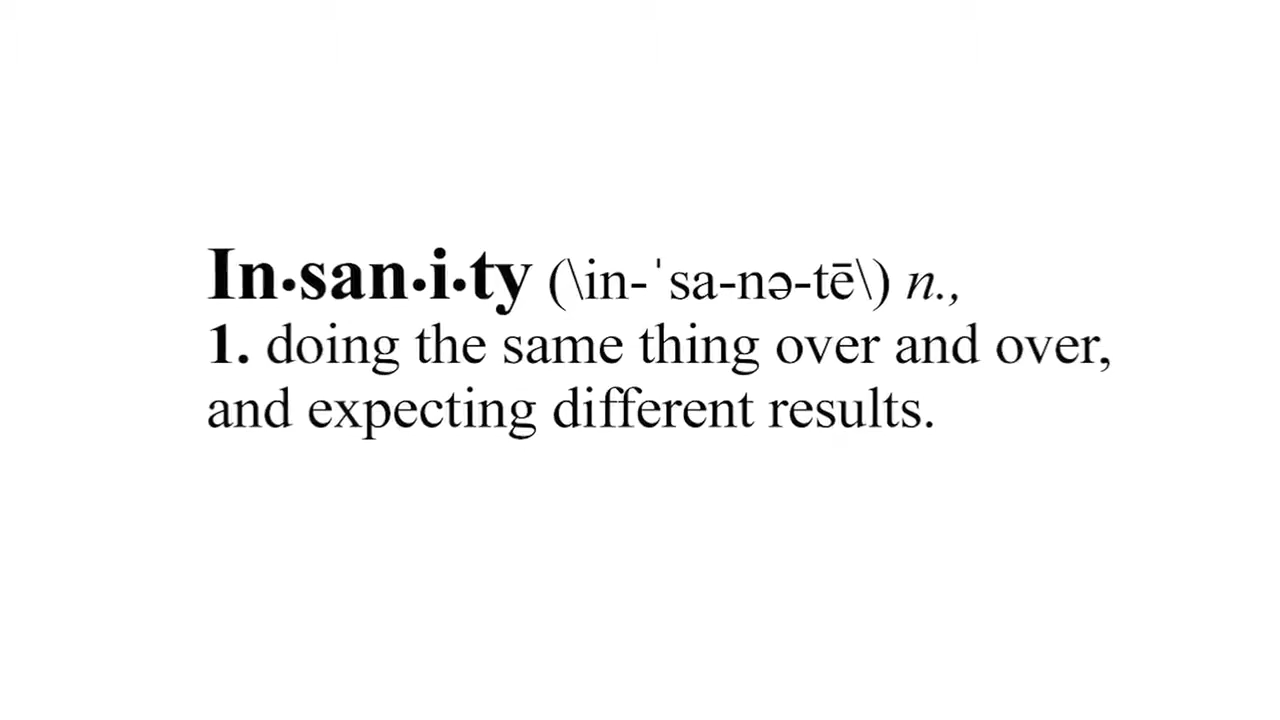 In•san•i•ty (\in-ˈsa-nə-tē\) n.,
1. doing the same thing over and over,
and expecting different results.